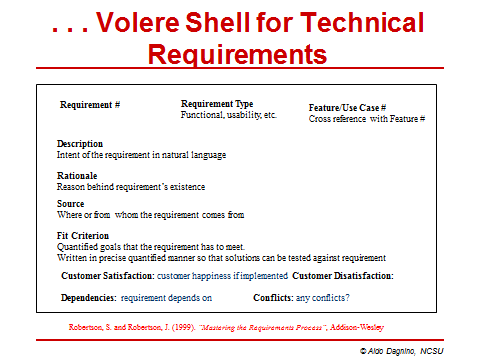 . . . Volere Shell for Technical
Requirements
Requirement # Requirement Type Feature/Use Case #
Functional, usability, etc. Cross reference with Feature #
Description
Intent of the requirement in natural language
Rationale
Reason behind requirement's existence
Source
Where or from whom the requirement comes from
Fit Criterion
Quantified goals that the requirement has to meet.
Written in precise quantified manner so that solutions can be tested against requirement
Customer Satisfaction: customer happiness if implemented Customer Disatisfaction:
Dependencies: requirement depends on Conflicts: any conflicts?
Robertson, S. and Robertson, J. (1999). "Mastering the Requirements Process", Addison-Wesley
© Aldo Dagnino, NCSU